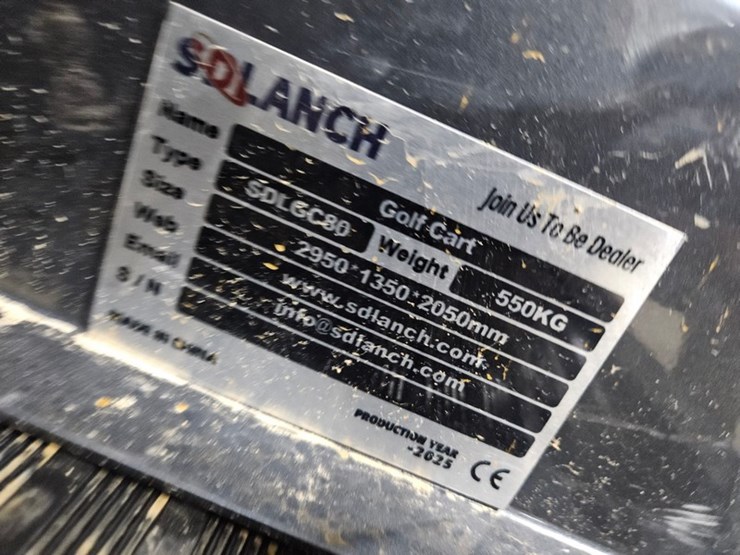 SDLANCH
Join Us To Be Dealer
Name Golf Cart
Type SDLGC80 Weight 550KG
Size 2950*1350*2050mm
Web www.sdlanch.com
Email info@sdlanch.com
S/N
MADE IN CHINA
PRODUCTION YEAR
-2025
CE